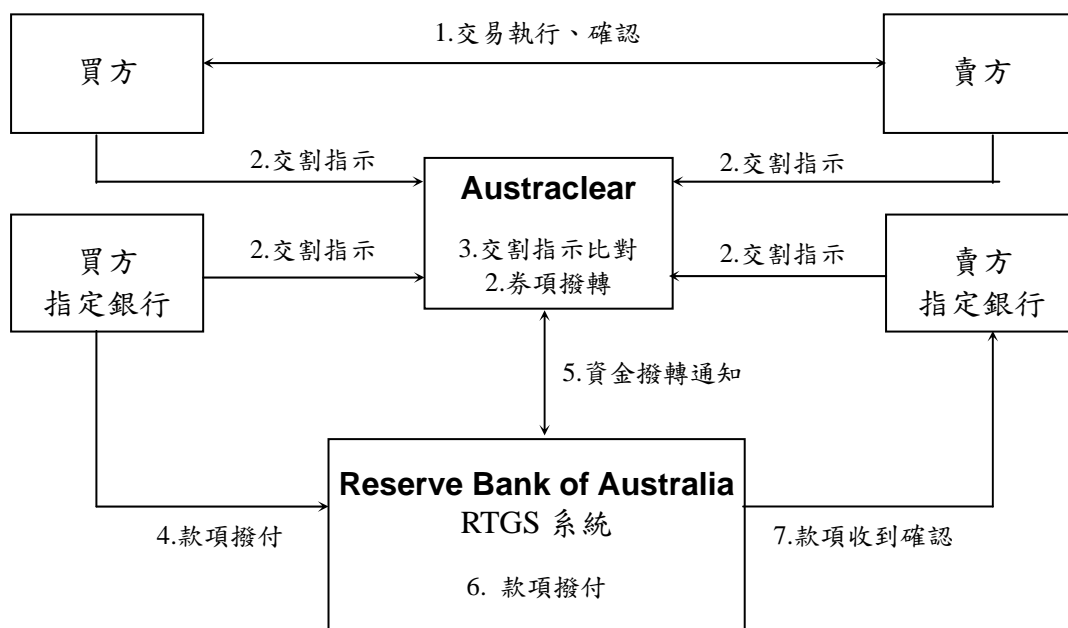 1.交易執行、確認
買方
賣方
2.交割指示
2.交割指示
Austraclear
買方
指定銀行
2.交割指示
3.交割指示比對
2.券項撥轉
2.交割指示
賣方
指定銀行
5.資金撥轉通知
Reserve Bank of Australia
RTGS 系統
4.款項撥付
7.款項收到確認
6. 款項撥付